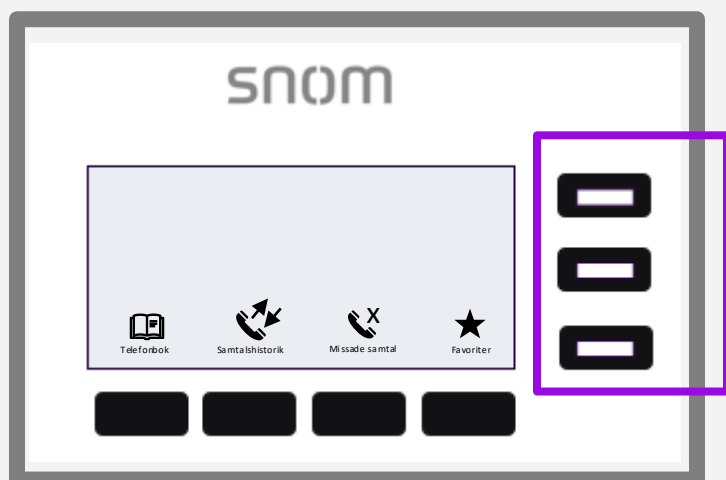 snom
Telefonbok
Samtalshistorik
Missade samtal
Favoriter